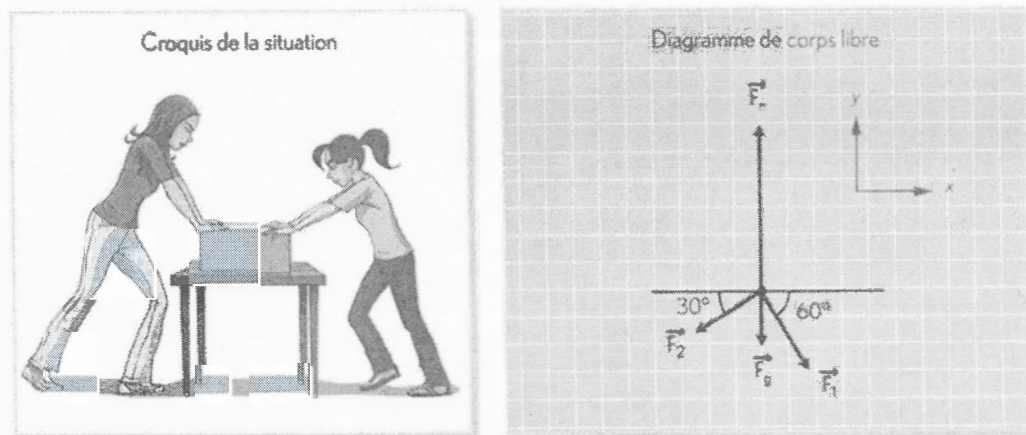 Croquis de la situation
Diagramme de corps libre
F⃗n
y
x
30°
60°
F⃗2
F⃗g
F⃗1